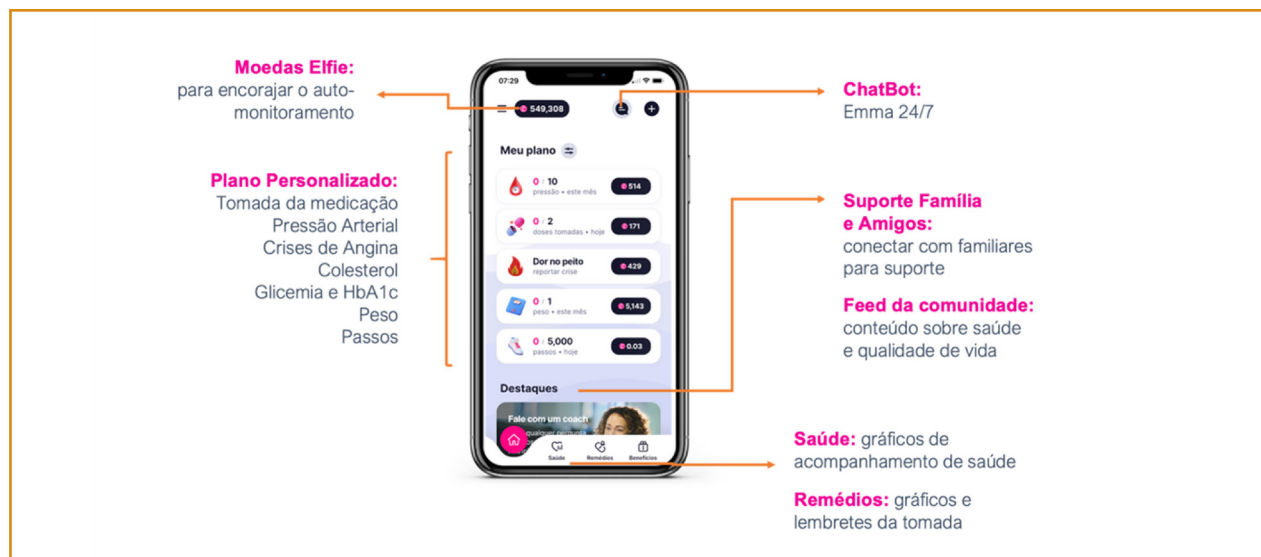 Moedas Elfie:
para encorajar o auto-
monitoramento
Plano Personalizado:
Tomada da medicação
Pressão Arterial
Crises de Angina
Colesterol
Glicemia e HbA1c
Peso
Passos
07:29
549,308
Meu plano
0 / 10
pressão • este mês
514
0 / 2
doses tomadas • hoje
171
Dor no peito
reportar crise
429
0 / 1
peso • este mês
5,143
0 / 5,000
passos • hoje
0.03
Destaques
Fale com um coach
qualquer
Saúde
Remédios
Benefícios
ChatBot:
Emma 24/7
Suporte Família
e Amigos:
conectar com familiares
para suporte
Feed da comunidade:
conteúdo sobre saúde
e qualidade de vida
Saúde: gráficos de
acompanhamento de saúde
Remédios: gráficos e
lembretes da tomada